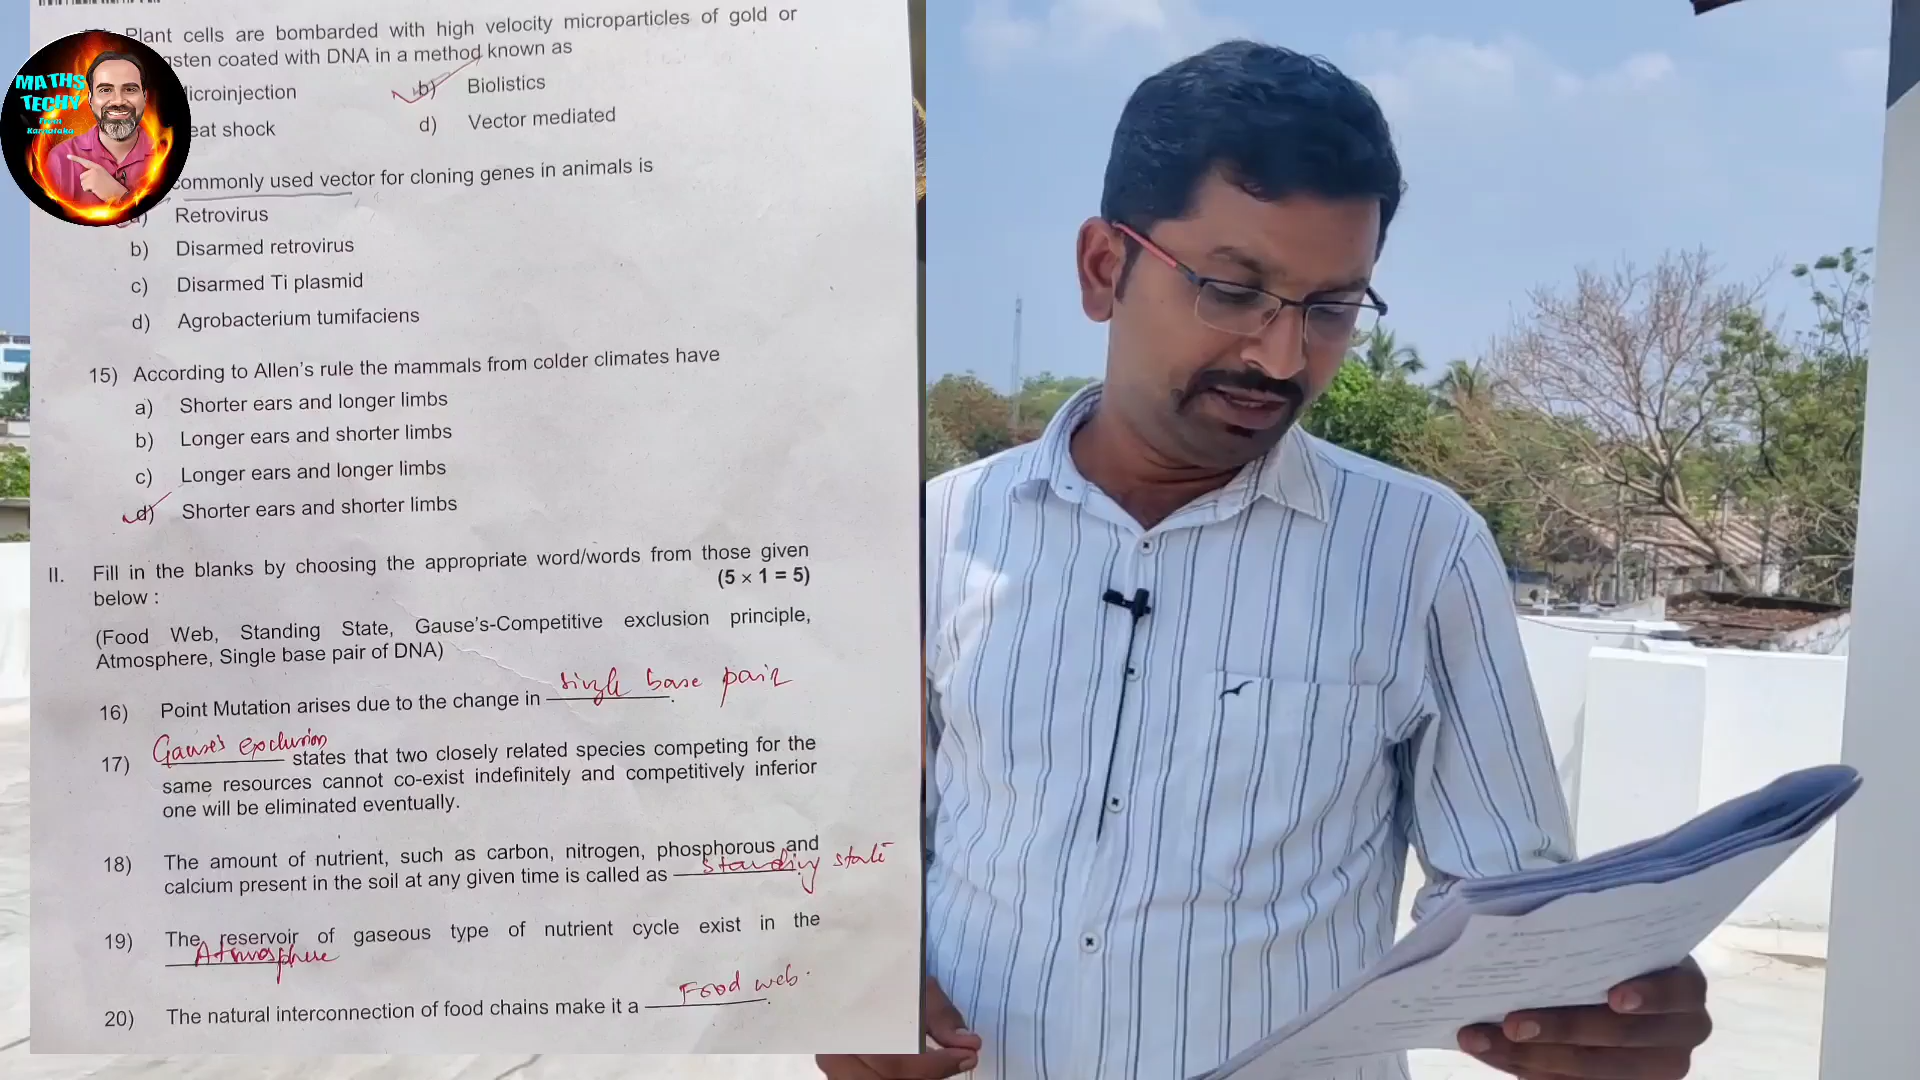 Plant cells are bombarded with high velocity microparticles of gold or
gsten coated with DNA in a method known as
icroinjection b) Biolistics
eat shock d) Vector mediated
commonly used vector for cloning genes in animals is
a) Retrovirus
b) Disarmed retrovirus
c) Disarmed Ti plasmid
d) Agrobacterium tumifaciens
15) According to Allen's rule the mammals from colder climates have
a) Shorter ears and longer limbs
b) Longer ears and shorter limbs
c) Longer ears and longer limbs
d) Shorter ears and shorter limbs
II. Fill in the blanks by choosing the appropriate word/words from those given
below : (5 × 1 = 5)
(Food Web, Standing State, Gause's-Competitive exclusion principle,
Atmosphere, Single base pair of DNA)
16) Point Mutation arises due to the change in single base pair.
17) Gause's exclusion states that two closely related species competing for the
same resources cannot co-exist indefinitely and competitively inferior
one will be eliminated eventually.
18) The amount of nutrient, such as carbon, nitrogen, phosphorous and
calcium present in the soil at any given time is called as standing state.
19) The reservoir of gaseous type of nutrient cycle exist in the
Atmosphere
20) The natural interconnection of food chains make it a Food web.
MATHS
TECHY
From
Karnataka